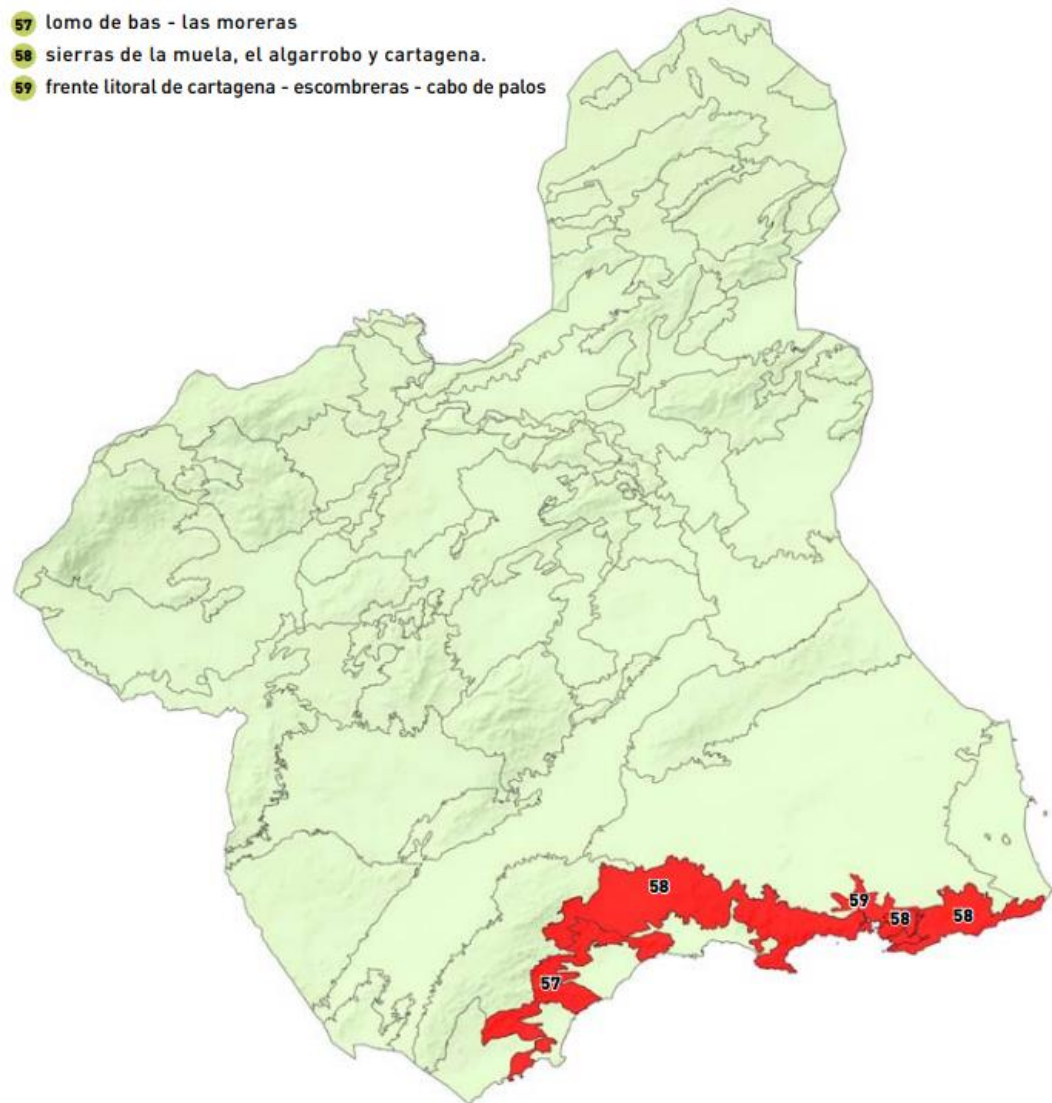 57 lomo de bas - las moreras
58 sierras de la muela, el algarrobo y cartagena.
59 frente litoral de cartagena - escombreras - cabo de palos
58
59
58
58
57